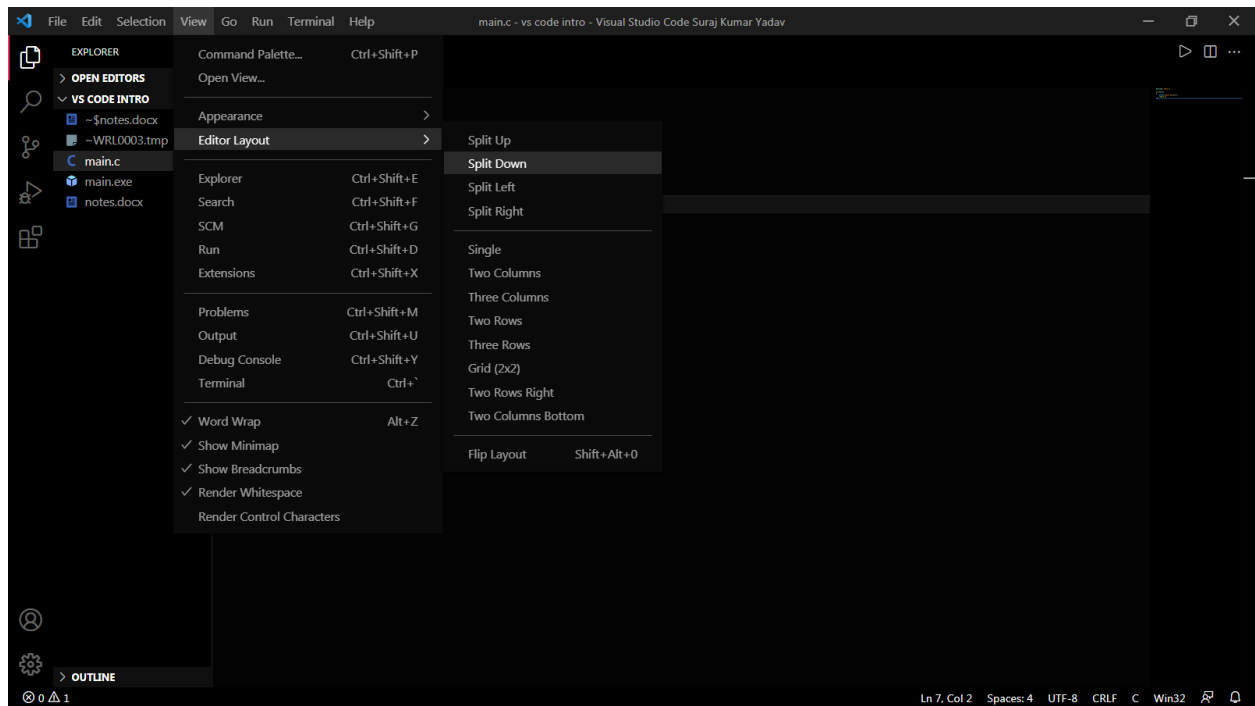 File Edit Selection View Go Run Terminal Help main.c - vs code intro - Visual Studio Code Suraj Kumar Yadav
EXPLORER
OPEN EDITORS
VS CODE INTRO
~$notes.docx
~WRL0003.tmp
C main.c
main.exe
notes.docx
OUTLINE
Command Palette... Ctrl+Shift+P
Open View...
Appearance
Editor Layout
Explorer Ctrl+Shift+E
Search Ctrl+Shift+F
SCM Ctrl+Shift+G
Run Ctrl+Shift+D
Extensions Ctrl+Shift+X
Problems Ctrl+Shift+M
Output Ctrl+Shift+U
Debug Console Ctrl+Shift+Y
Terminal Ctrl+`
Word Wrap Alt+Z
Show Minimap
Show Breadcrumbs
Render Whitespace
Render Control Characters
Split Up
Split Down
Split Left
Split Right
Single
Two Columns
Three Columns
Two Rows
Three Rows
Grid (2x2)
Two Rows Right
Two Columns Bottom
Flip Layout Shift+Alt+0
0 1 Ln 7, Col 2 Spaces: 4 UTF-8 CRLF C Win32